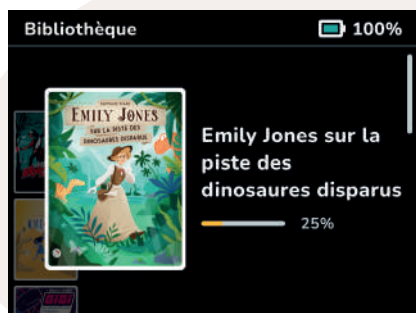 Bibliothèque
100%
EMILY JONES
SUR LA PISTE DES
DINOSAURES DISPARUS
Emily Jones sur la
piste des
dinosaures disparus
25%